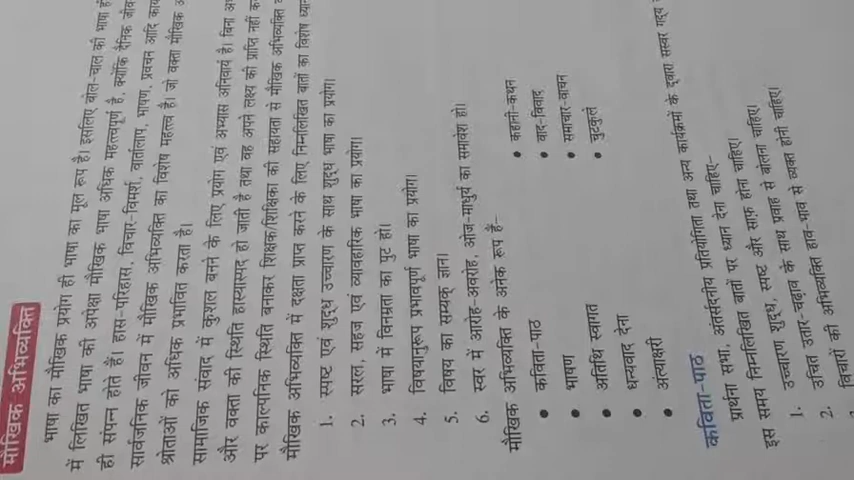 मौखिक अभिव्यक्ति
भाषा का मौखिक प्रयोग ही भाषा का मूल रूप है। इसलिए बोल-चाल की भाषा ही
में लिखित भाषा की अपेक्षा मौखिक भाषा अधिक महत्त्वपूर्ण है, क्योंकि दैनिक
ही संपन्न होते हैं। हास-परिहास, विचार-विमर्श, वार्तालाप, भाषण, प्रवचन आदि
सार्वजनिक जीवन में मौखिक अभिव्यक्ति का विशेष महत्त्व है। जो वक्ता मौखिक
श्रोताओं को अधिक प्रभावित करता है।
सामाजिक संवाद में कुशल बनने के लिए प्रयोग एवं अभ्यास अनिवार्य है। बिना
और वक्ता की स्थिति हास्यास्पद हो जाती है तथा वह अपने लक्ष्य की प्राप्ति नहीं
पर काल्पनिक स्थिति बनाकर शिक्षक/शिक्षिका की सहायता से मौखिक अभिव्यक्ति
मौखिक अभिव्यक्ति में दक्षता प्राप्त करने के लिए निम्नलिखित बातों का विशेष
1. स्पष्ट एवं शुद्ध उच्चारण के साथ शुद्ध भाषा का प्रयोग।
2. सरल, सहज एवं व्यावहारिक भाषा का प्रयोग।
3. भाषा में विनम्रता का पुट हो।
4. विषयानुरूप प्रभावपूर्ण भाषा का प्रयोग।
5. विषय का सम्यक् ज्ञान।
6. स्वर में आरोह-अवरोह, ओज-माधुर्य का समावेश हो।
मौखिक अभिव्यक्ति के अनेक रूप हैं-
• कविता-पाठ • कहानी-कथन
• भाषण • वाद-विवाद
• अतिथि स्वागत • समाचार-वाचन
• धन्यवाद देना • चुटकुले
• अंत्याक्षरी
कविता-पाठ
प्रार्थना सभा, अंतर्सदनीय प्रतियोगिता तथा अन्य कार्यक्रमों के द्वारा सस्वर गद्य
इस समय निम्नलिखित बातों पर ध्यान देना चाहिए-
1. उच्चारण शुद्ध, स्पष्ट और साफ़ होना चाहिए।
2. उचित उतार-चढ़ाव के साथ प्रवाह से बोलना चाहिए।
विचारों की अभिव्यक्ति हाव-भाव से व्यक्त होनी चाहिए।